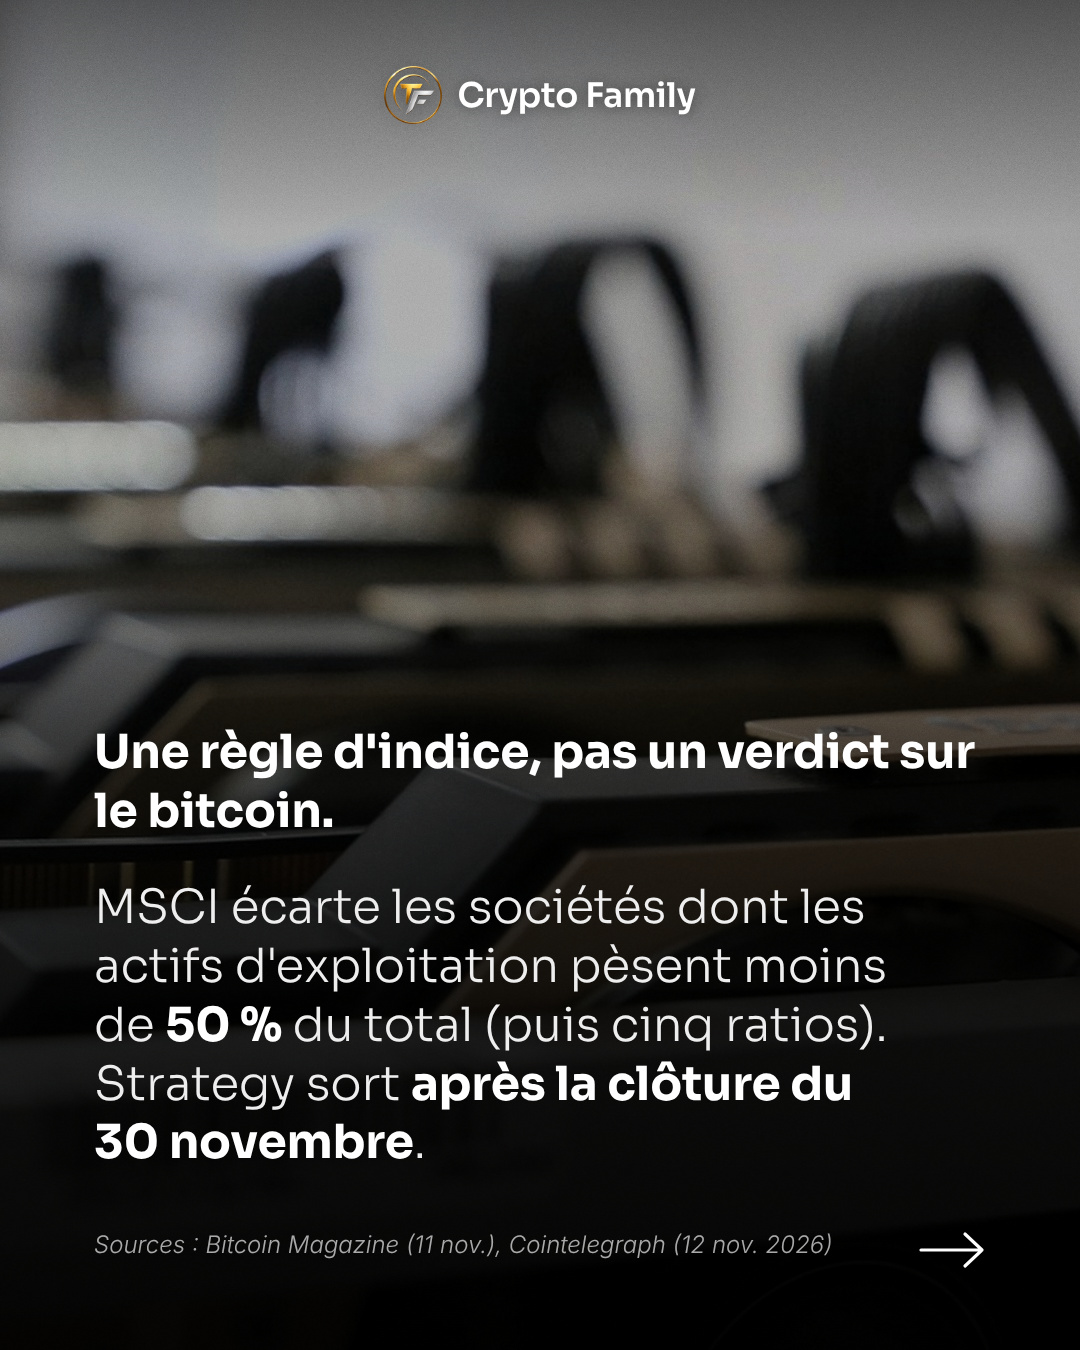 Crypto Family
Une règle d'indice, pas un verdict sur
le bitcoin.
MSCI écarte les sociétés dont les
actifs d'exploitation pèsent moins
de 50 % du total (puis cinq ratios).
Strategy sort après la clôture du
30 novembre.
Sources : Bitcoin Magazine (11 nov.), Cointelegraph (12 nov. 2026)